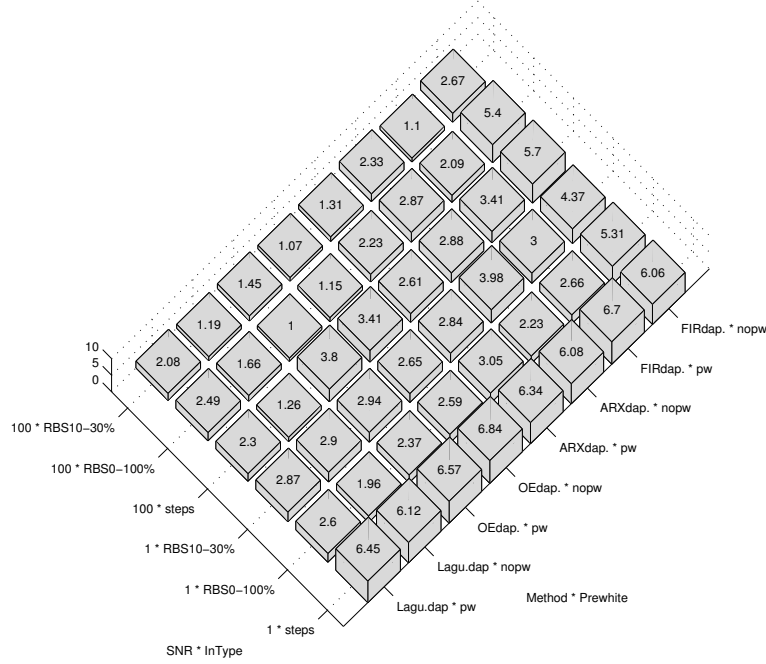 2.67
5.4
1.1
5.7
2.33 2.09
4.37
1.31 2.87 3.41
5.31
1.07 2.23 2.88 3
6.06
1.45 1.15 2.61 3.98 2.66
6.7
1.19 1 3.41 2.84 2.23
FIRdap. * nopw
10
5
0
2.08 1.66 3.8 2.65 3.05 6.08
FIRdap. * pw
2.49 1.26 2.94 2.59 6.34
ARXdap. * nopw
100 * RBS10−30%
2.3 2.9 2.37 6.84
ARXdap. * pw
100 * RBS0−100%
2.87 1.96 6.57
OEdap. * nopw
100 * steps
2.6 6.12
OEdap. * pw
1 * RBS10−30%
6.45
Lagu.dap * nopw
1 * RBS0−100%
Lagu.dap * pw
Method * Prewhite
1 * steps
SNR * InType